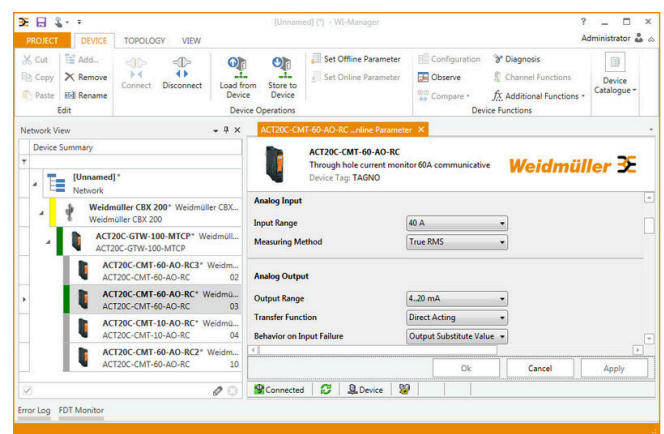 [Unnamed] (*) - WI-Manager
PROJECT DEVICE TOPOLOGY VIEW Administrator
Cut Add... Set Offline Parameter Configuration Diagnosis
Copy Remove Connect Disconnect Load from Device Store to Device Set Online Parameter Observe Channel Functions Device Catalogue
Paste Rename Compare Additional Functions
Edit Device Operations Device Functions
Network View ACT20C-CMT-60-AO-RC ...nline Parameter
Device Summary
[Unnamed]*
Network
Weidmüller CBX 200* Weidmüller CBX...
Weidmüller CBX 200
ACT20C-GTW-100-MTCP* Weidmüll...
ACT20C-GTW-100-MTCP
ACT20C-CMT-60-AO-RC3* Weidm...
ACT20C-CMT-60-AO-RC 02
ACT20C-CMT-60-AO-RC* Weidmü...
ACT20C-CMT-60-AO-RC 03
ACT20C-CMT-10-AO-RC* Weidmü...
ACT20C-CMT-10-AO-RC 04
ACT20C-CMT-60-AO-RC2* Weidm...
ACT20C-CMT-60-AO-RC 10
ACT20C-CMT-60-AO-RC
Through hole current monitor60A communicative
Device Tag: TAGNO
Weidmüller
Analog Input
Input Range 40 A
Measuring Method True RMS
Analog Output
Output Range 4..20 mA
Transfer Function Direct Acting
Behavior on Input Failure Output Substitute Value
Ok Cancel Apply
Connected Device
Error Log FDT Monitor